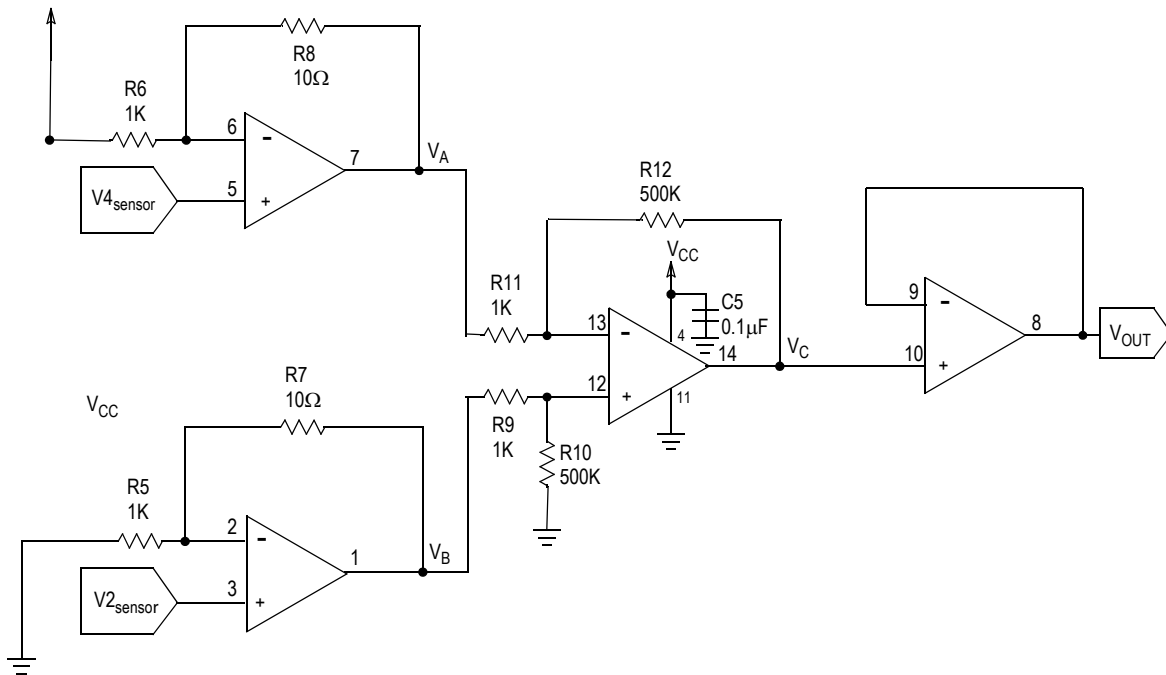 R8
10Ω
R6
1K
6
-
7
VA
V4sensor
5
+
R12
500K
VCC
R11
1K
C5
0.1µF
13
-
4
14
VC
12
+
11
9
-
8
VOUT
10
+
R7
10Ω
VCC
R9
1K
R10
500K
R5
1K
2
-
1
VB
V2sensor
3
+